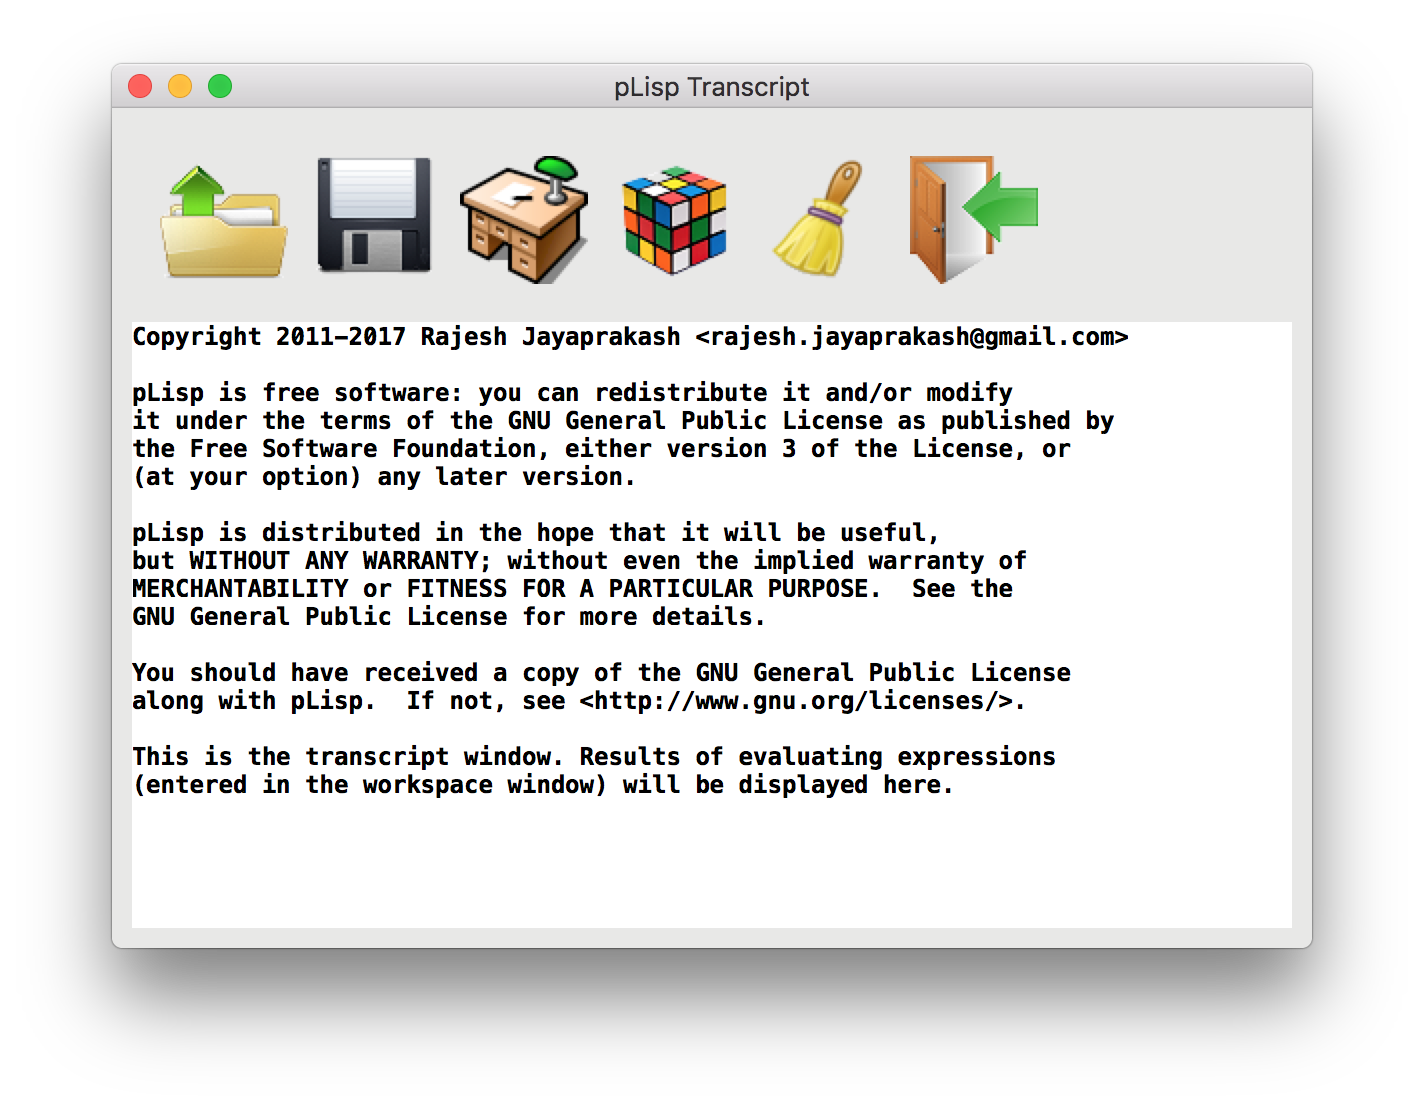 pLisp Transcript
Copyright 2011-2017 Rajesh Jayaprakash <rajesh.jayaprakash@gmail.com>
pLisp is free software: you can redistribute it and/or modify
it under the terms of the GNU General Public License as published by
the Free Software Foundation, either version 3 of the License, or
(at your option) any later version.
pLisp is distributed in the hope that it will be useful,
but WITHOUT ANY WARRANTY; without even the implied warranty of
MERCHANTABILITY or FITNESS FOR A PARTICULAR PURPOSE.  See the
GNU General Public License for more details.
You should have received a copy of the GNU General Public License
along with pLisp.  If not, see <http://www.gnu.org/licenses/>.
This is the transcript window. Results of evaluating expressions
(entered in the workspace window) will be displayed here.